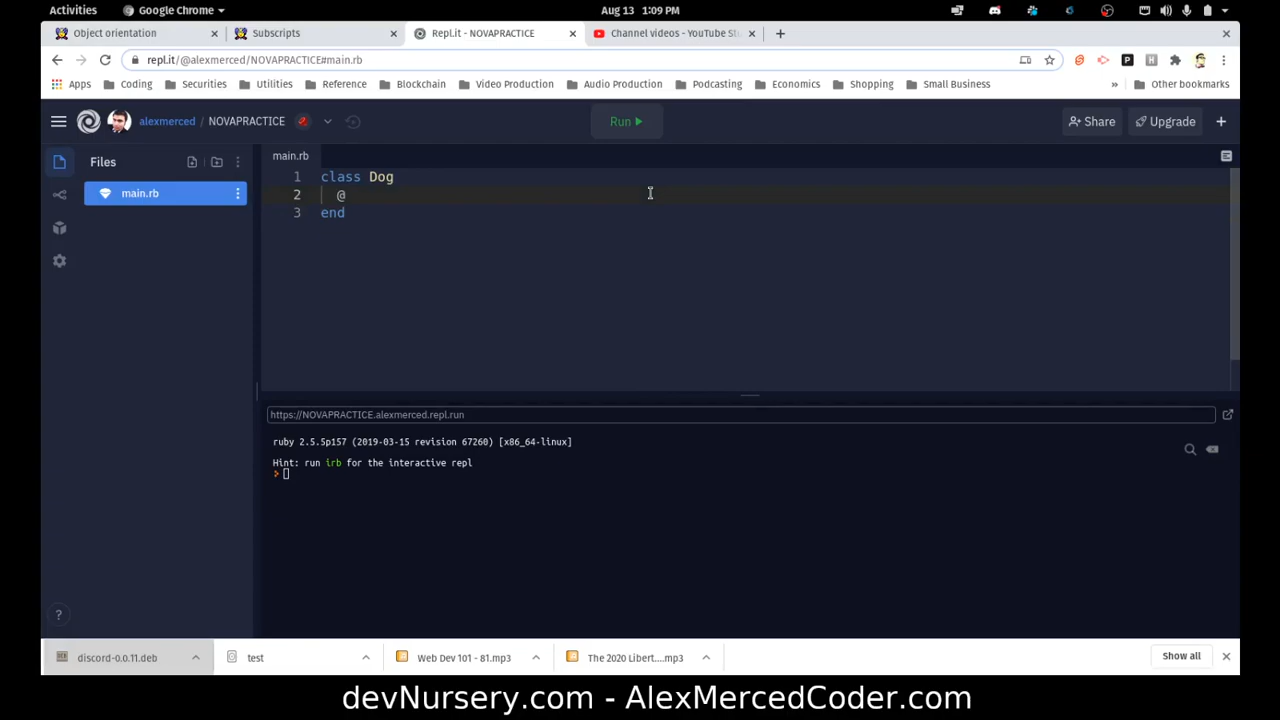 Activities Google Chrome Aug 13 1:09 PM
Object orientation Subscripts Repl.it - NOVAPRACTICE Channel videos - YouTube Stu
repl.it/@alexmerced/NOVAPRACTICE#main.rb
Apps Coding Securities Utilities Reference Blockchain Video Production Audio Production Podcasting Economics Shopping Small Business » Other bookmarks
alexmerced / NOVAPRACTICE Run Share Upgrade
Files main.rb
main.rb
1 class Dog
2 @
3 end
https://NOVAPRACTICE.alexmerced.repl.run
ruby 2.5.5p157 (2019-03-15 revision 67260) [x86_64-linux]
Hint: run irb for the interactive repl
>
?
discord-0.0.11.deb test Web Dev 101 - 81.mp3 The 2020 Libert....mp3 Show all
devNursery.com - AlexMercedCoder.com